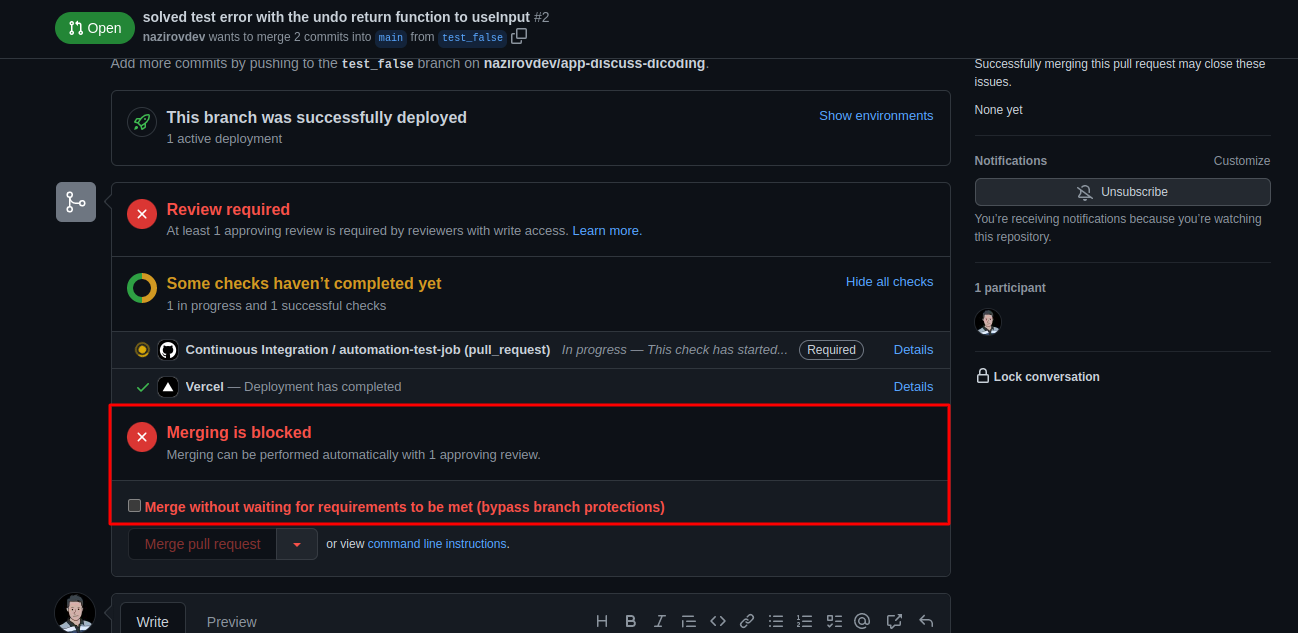 Open
solved test error with the undo return function to useInput #2
nazirovdev wants to merge 2 commits into main from test_false
Add more commits by pushing to the test_false branch on nazirovdev/app-discuss-dicoding.
This branch was successfully deployed
1 active deployment
Show environments
Review required
At least 1 approving review is required by reviewers with write access. Learn more.
Some checks haven’t completed yet
1 in progress and 1 successful checks
Hide all checks
Continuous Integration / automation-test-job (pull_request) In progress — This check has started... Required Details
Vercel — Deployment has completed Details
Merging is blocked
Merging can be performed automatically with 1 approving review.
Merge without waiting for requirements to be met (bypass branch protections)
Merge pull request or view command line instructions.
Write Preview
Successfully merging this pull request may close these
issues.
None yet
Notifications Customize
Unsubscribe
You’re receiving notifications because you’re watching
this repository.
1 participant
Lock conversation